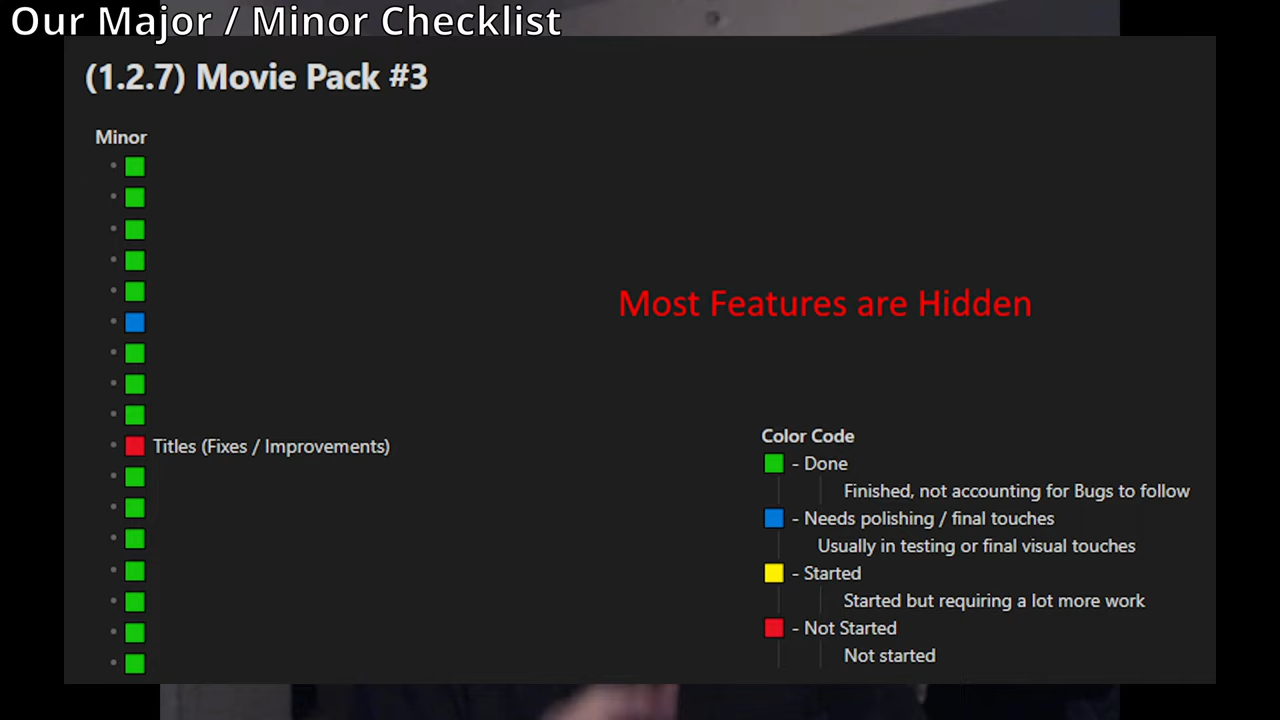 Our Major / Minor Checklist
(1.2.7) Movie Pack #3
Minor
Most Features are Hidden
Titles (Fixes / Improvements)
Color Code
- Done
Finished, not accounting for Bugs to follow
- Needs polishing / final touches
Usually in testing or final visual touches
- Started
Started but requiring a lot more work
- Not Started
Not started